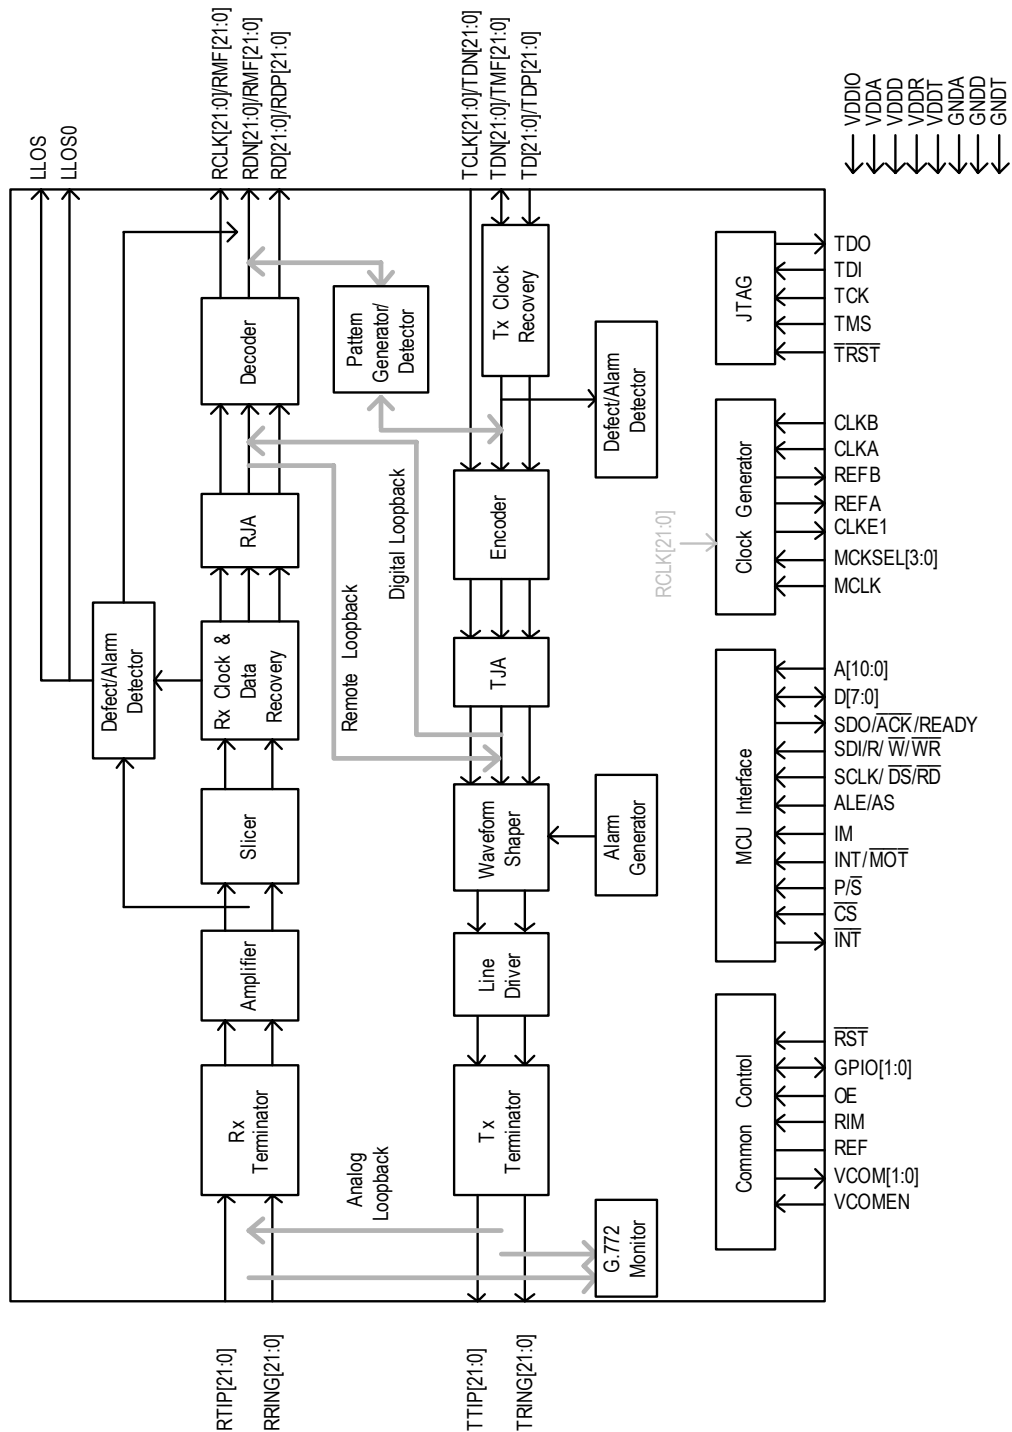 LLOS
LLOS0
RCLK[21:0]/RMF[21:0]
RDN[21:0]/RMF[21:0]
RD[21:0]/RDP[21:0]
TCLK[21:0]/TDN[21:0]
TDN[21:0]/TMF[21:0]
TD[21:0]/TDP[21:0]
VDDIO
VDDA
VDDD
VDDR
VDDT
GNDA
GNDD
GNDT
Decoder
Pattern
Generator/
Detector
Tx Clock
Recovery
Defect/Alarm
Detector
RJA
Encoder
Digital Loopback
Remote Loopback
Defect/Alarm
Detector
Rx Clock &
Data
Recovery
TJA
Slicer
Waveform
Shaper
Alarm
Generator
Amplifier
Line
Driver
Rx
Terminator
Tx
Terminator
Analog
Loopback
G.772
Monitor
RTIP[21:0]
RRING[21:0]
TTIP[21:0]
TRING[21:0]
JTAG
TDO
TDI
TCK
TMS
TRST
Clock Generator
RCLK[21:0]
CLKB
CLKA
REFB
REFA
CLKE1
MCKSEL[3:0]
MCLK
MCU Interface
A[10:0]
D[7:0]
SDO/ACK/READY
SDI/R/ W/WR
SCLK/ DS/RD
ALE/AS
IM
INT/MOT
P/S
CS
INT
Common Control
RST
GPIO[1:0]
OE
RIM
REF
VCOM[1:0]
VCOMEN